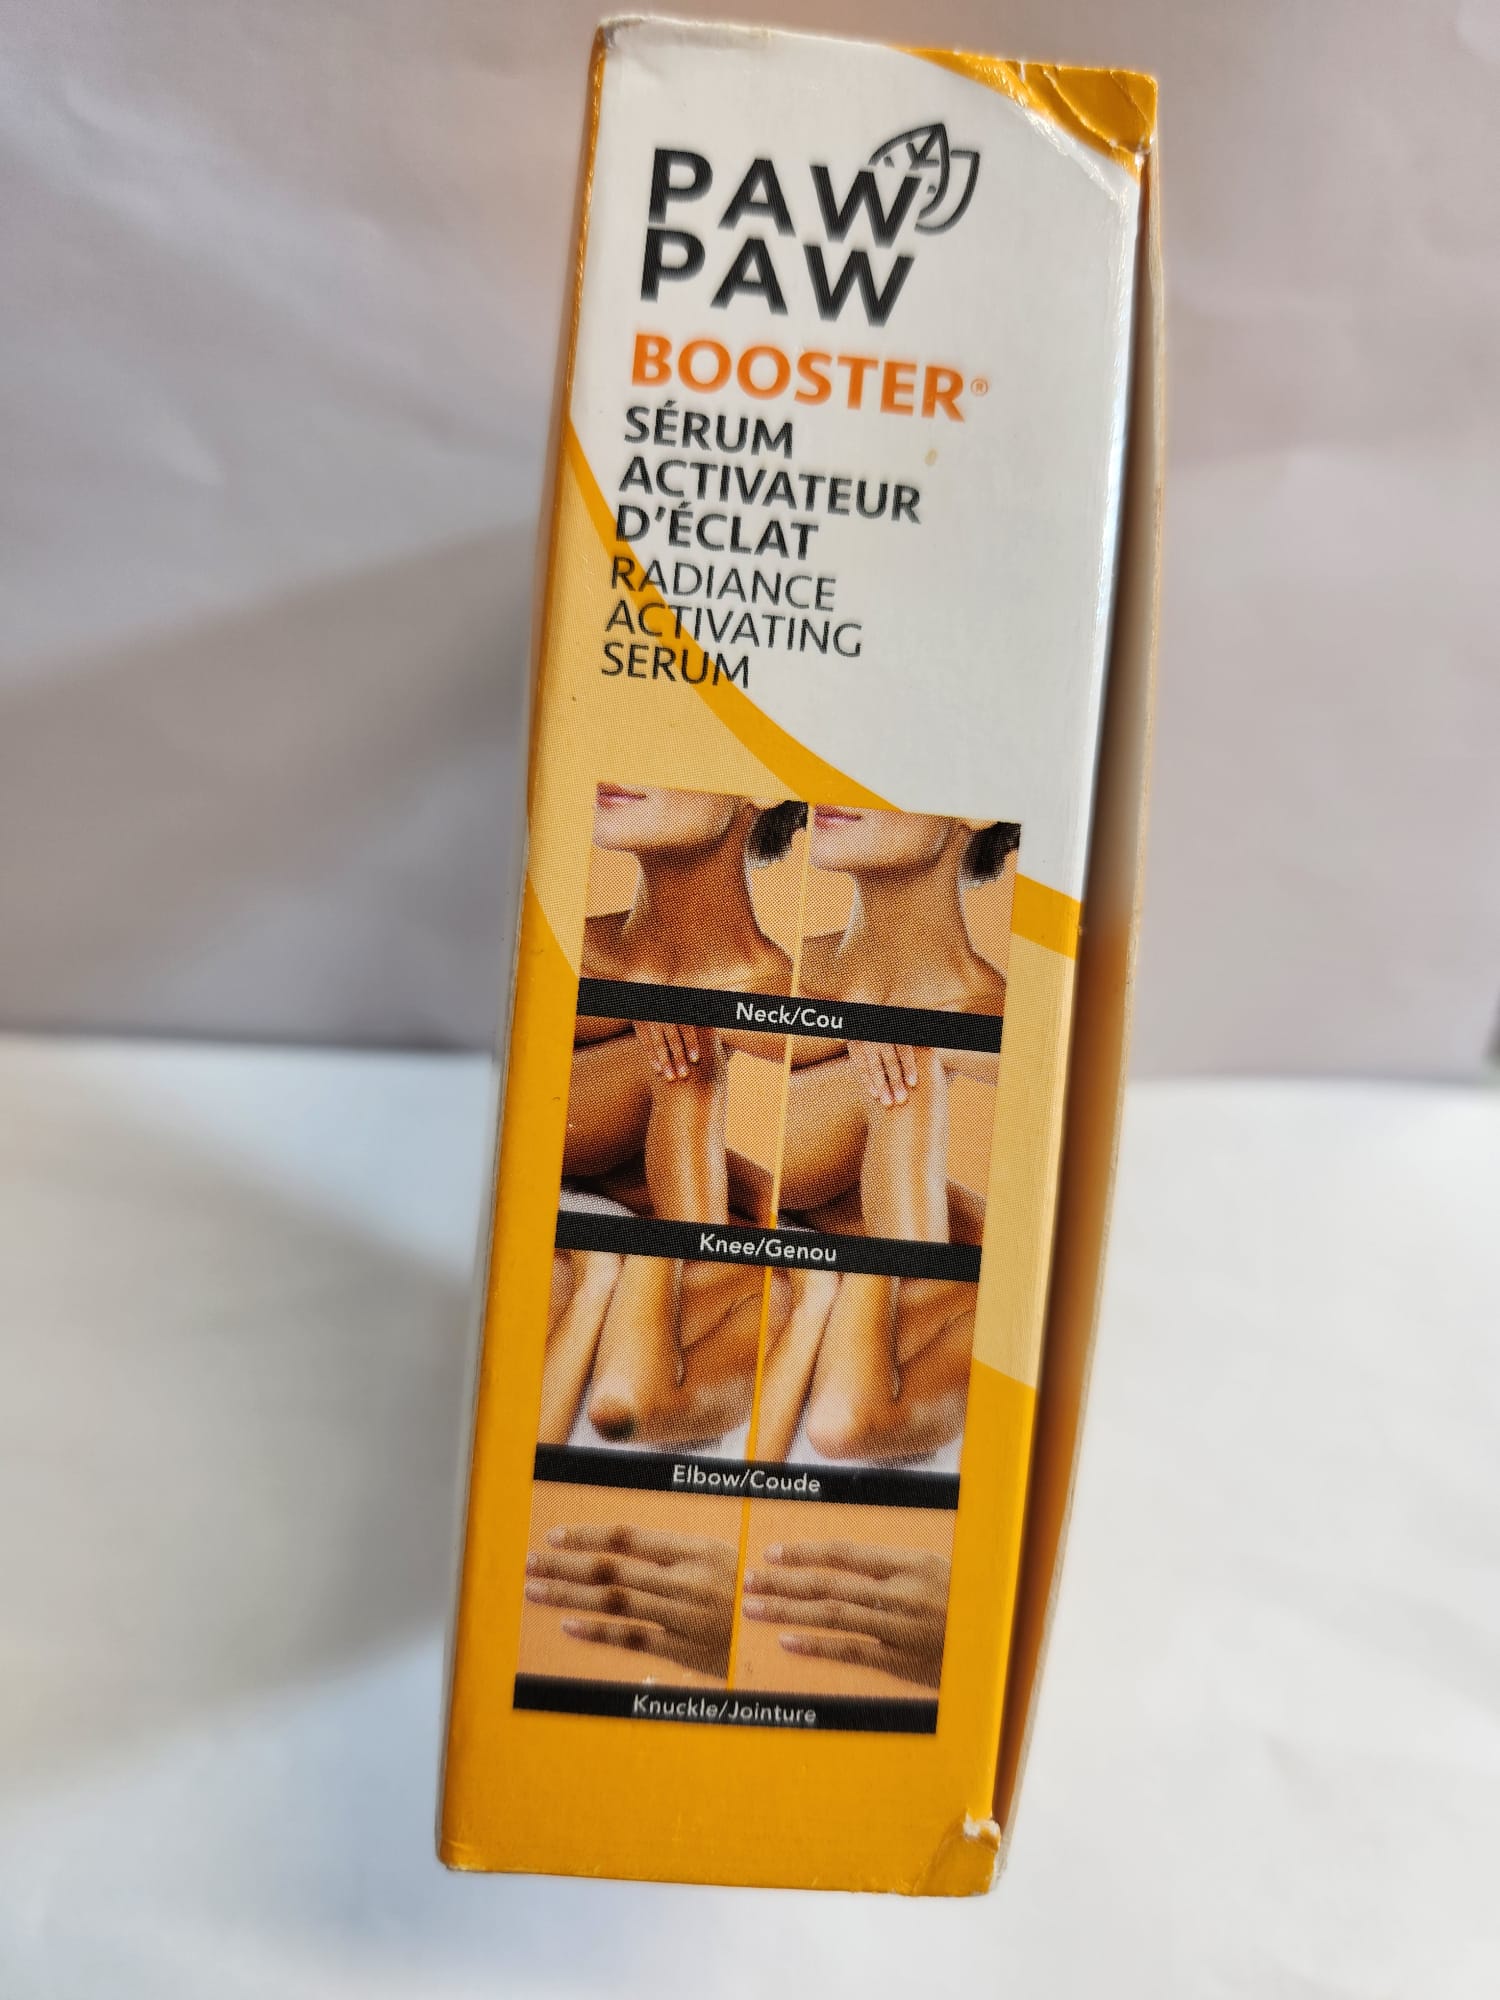 PAW
PAW
BOOSTER®
SÉRUM
ACTIVATEUR
D'ÉCLAT
RADIANCE
ACTIVATING
SERUM
Neck/Cou
Knee/Genou
Elbow/Coude
Knuckle/Jointure